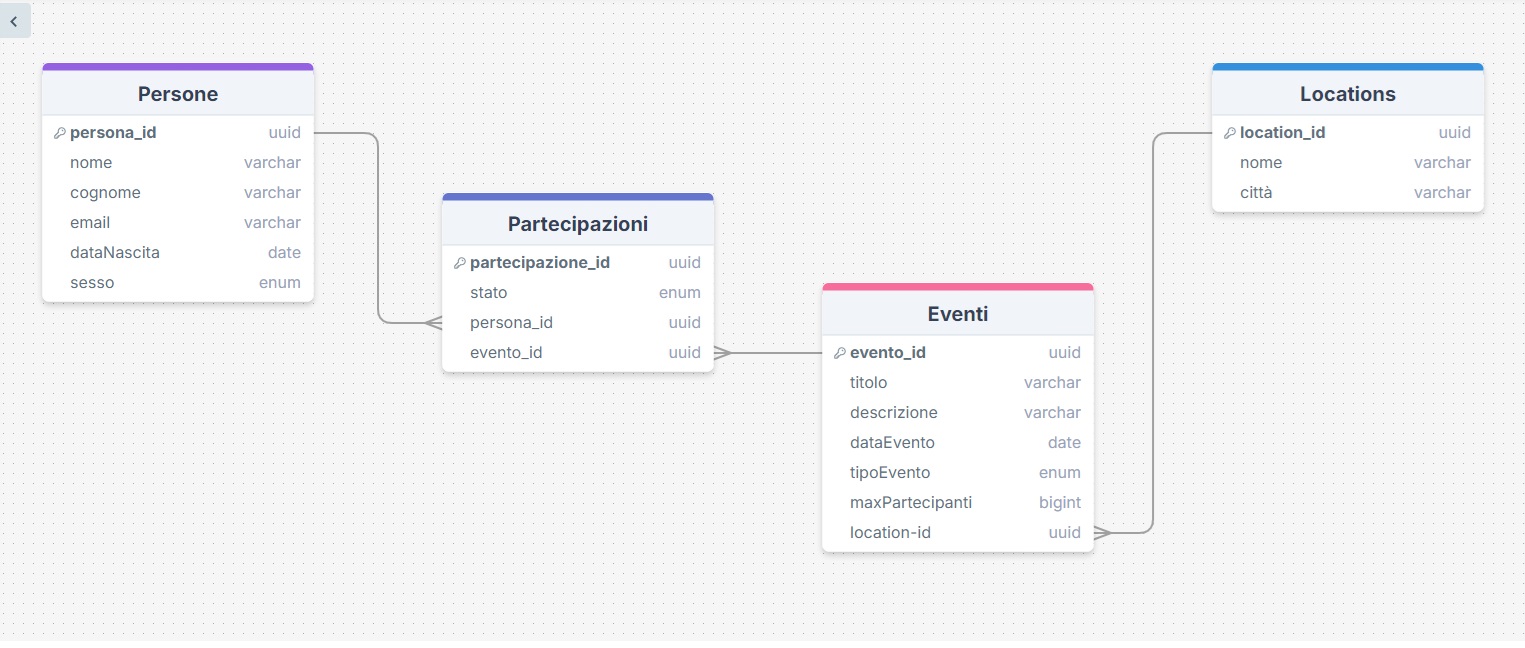 Persone
persona_id uuid
nome varchar
cognome varchar
email varchar
dataNascita date
sesso enum
Partecipazioni
partecipazione_id uuid
stato enum
persona_id uuid
evento_id uuid
Eventi
evento_id uuid
titolo varchar
descrizione varchar
dataEvento date
tipoEvento enum
maxPartecipanti bigint
location-id uuid
Locations
location_id uuid
nome varchar
città varchar